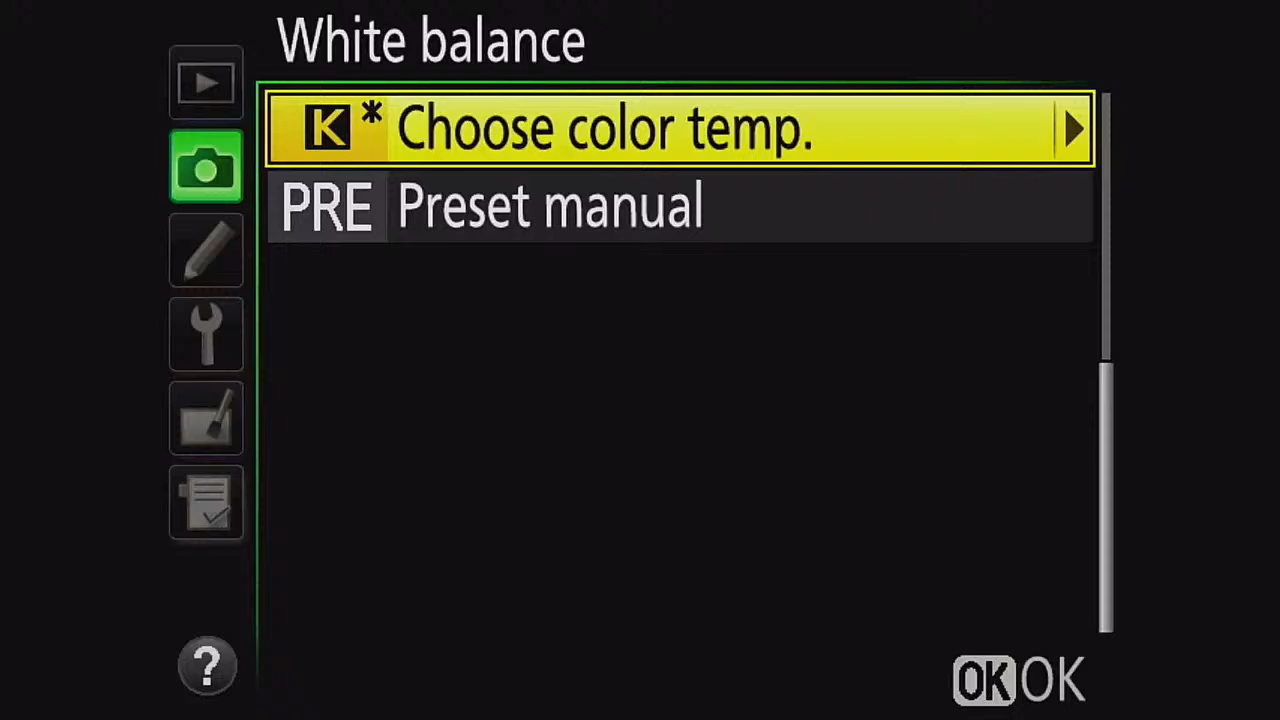 White balance
K * Choose color temp.
PRE Preset manual
?
OK OK